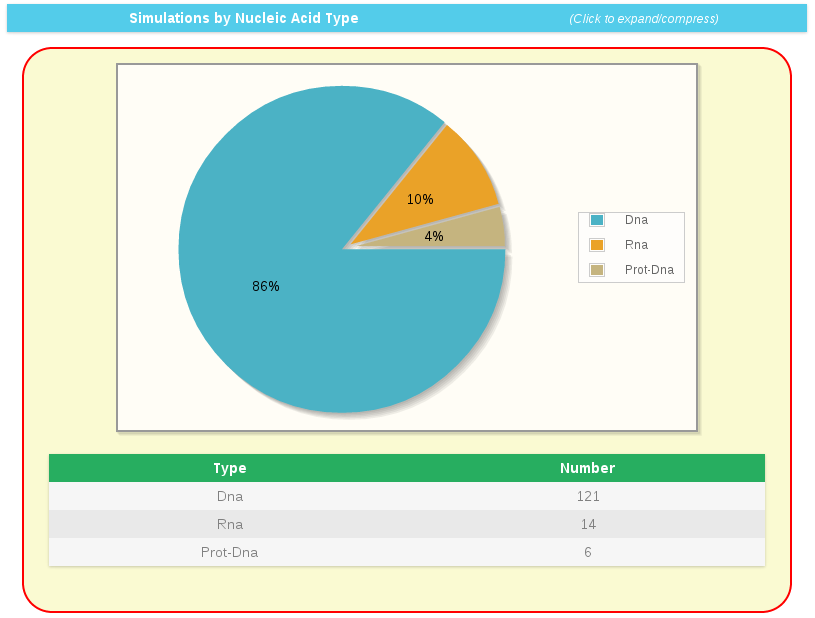 Simulations by Nucleic Acid Type (Click to expand/compress)
10%
4%
86%
Dna
Rna
Prot-Dna
Type Number
Dna 121
Rna 14
Prot-Dna 6